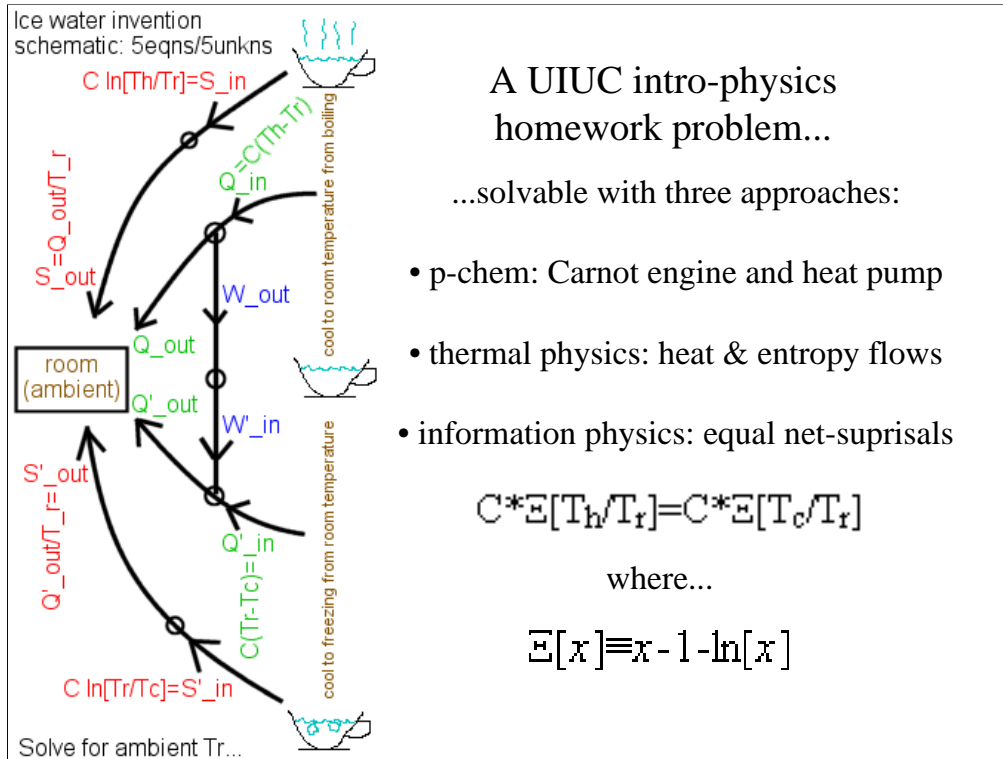 Ice water invention
schematic: 5eqns/5unkns
C ln[Th/Tr]=S_in
=C(Th-Tr)
Q_in
cool to room temperature from boiling
=Q_out/T_r
S_out
W_out
Q_out
room
(ambient)
Q'_out
W'_in
S'_out
Q'_out/T_r=
Q'_in
C(Tr-Tc)=
cool to freezing from room temperature
C ln[Tr/Tc]=S'_in
Solve for ambient Tr...
A UIUC intro-physics
homework problem...
...solvable with three approaches:
• p-chem: Carnot engine and heat pump
• thermal physics: heat & entropy flows
• information physics: equal net-suprisals
C*Ξ[T_h/T_r]=C*Ξ[T_c/T_r]
where...
Ξ[x]≡x-1-ln[x]